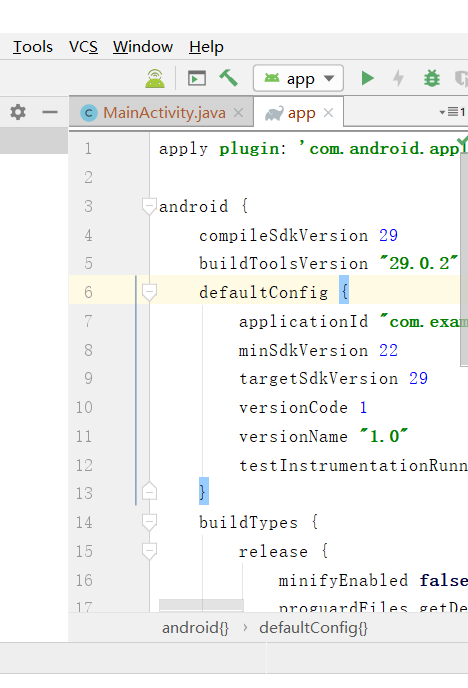 Tools VCS Window Help
app
MainActivity.java app 1
1 apply plugin: 'com.android.appl
2
3 android {
4 compileSdkVersion 29
5 buildToolsVersion "29.0.2"
6 defaultConfig {
7 applicationId "com.exam
8 minSdkVersion 22
9 targetSdkVersion 29
10 versionCode 1
11 versionName "1.0"
12 testInstrumentationRunn
13 }
14 buildTypes {
15 release {
16 minifyEnabled false
17 proguardFiles getDe
android{} › defaultConfig{}